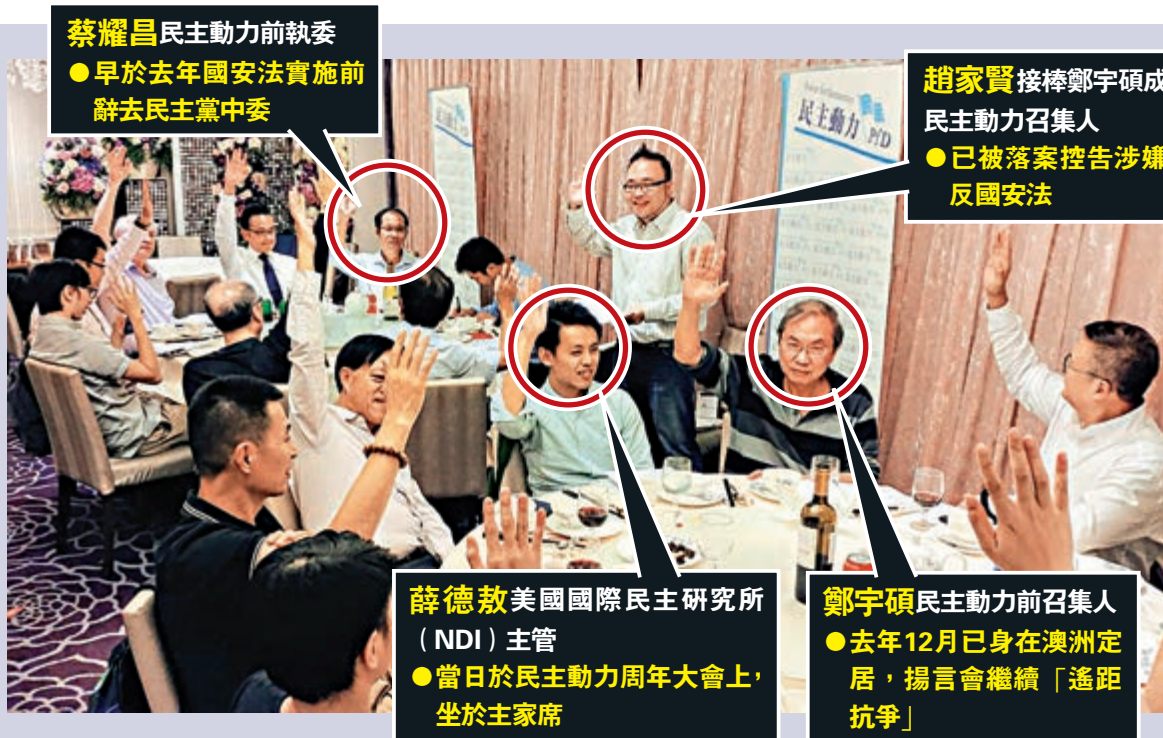 蔡耀昌民主動力前執委
●早於去年國安法實施前
辭去民主黨中委
趙家賢接棒鄭宇碩成
民主動力召集人
●已被落案控告涉嫌
反國安法
民主動力 PfD
薛德敖美國國際民主研究所
（NDI）主管
●當日於民主動力周年大會上，
坐於主家席
鄭宇碩民主動力前召集人
●去年12月已身在澳洲定
居，揚言會繼續「遙距
抗爭」